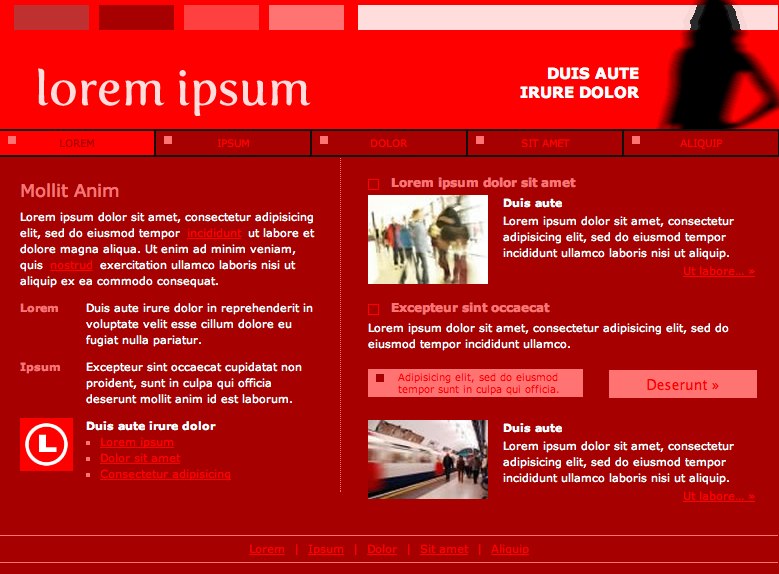 lorem ipsum
DUIS AUTE
IRURE DOLOR
LOREM
IPSUM
DOLOR
SIT AMET
ALIQUIP
Mollit Anim
Lorem ipsum dolor sit amet, consectetur adipisicing
elit, sed do eiusmod tempor incididunt ut labore et
dolore magna aliqua. Ut enim ad minim veniam,
quis nostrud exercitation ullamco laboris nisi ut
aliquip ex ea commodo consequat.
Lorem
Duis aute irure dolor in reprehenderit in
voluptate velit esse cillum dolore eu
fugiat nulla pariatur.
Ipsum
Excepteur sint occaecat cupidatat non
proident, sunt in culpa qui officia
deserunt mollit anim id est laborum.
L
Duis aute irure dolor
Lorem ipsum
Dolor sit amet
Consectetur adipisicing
Lorem ipsum dolor sit amet
Duis aute
Lorem ipsum dolor sit amet, consectetur
adipisicing elit, sed do eiusmod tempor
incididunt ullamco laboris nisi ut aliquip.
Ut labore... »
Excepteur sint occaecat
Lorem ipsum dolor sit amet, consectetur adipisicing elit, sed do
eiusmod tempor incididunt ullamco.
Adipisicing elit, sed do eiusmod
tempor sunt in culpa qui officia.
Deserunt »
Duis aute
Lorem ipsum dolor sit amet, consectetur
adipisicing elit, sed do eiusmod tempor
incididunt ullamco laboris nisi ut aliquip.
Ut labore... »
Lorem | Ipsum | Dolor | Sit amet | Aliquip